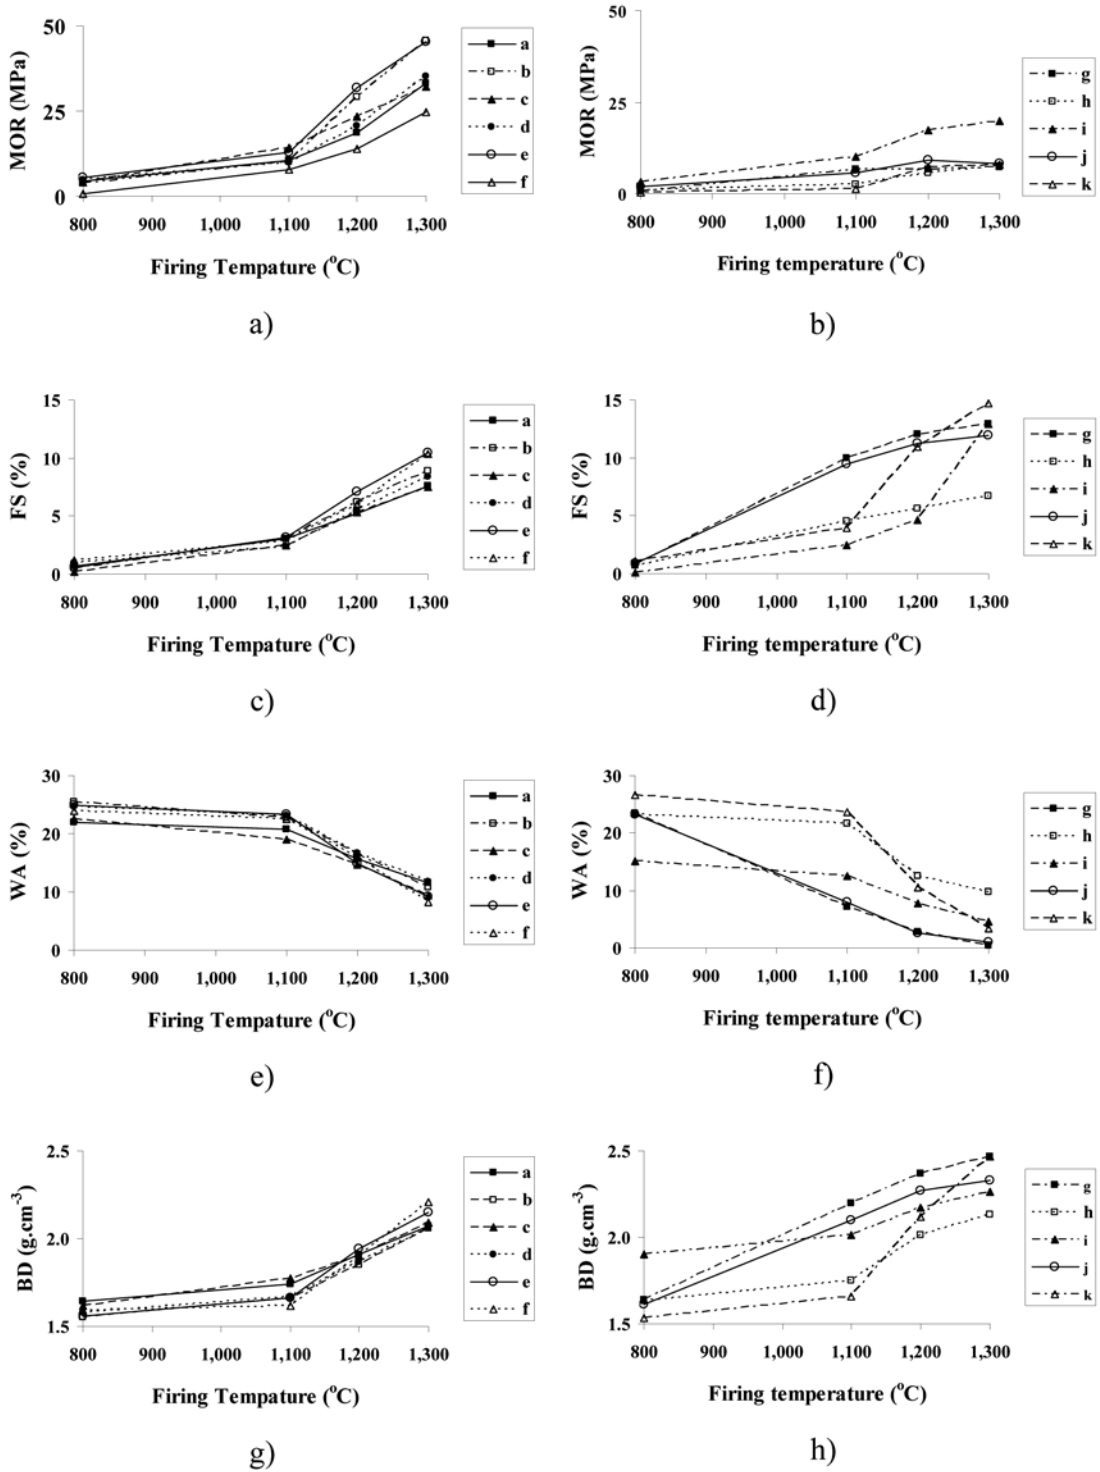 MOR (MPa)
50
25
0
800 900 1,000 1,100 1,200 1,300
Firing Tempature (°C)
a
b
c
d
e
f
a)
MOR (MPa)
50
25
0
800 900 1,000 1,100 1,200 1,300
Firing temperature (°C)
g
h
i
j
k
b)
FS (%)
15
10
5
0
800 900 1,000 1,100 1,200 1,300
Firing Tempature (°C)
a
b
c
d
e
f
c)
FS (%)
15
10
5
0
800 900 1,000 1,100 1,200 1,300
Firing temperature (°C)
g
h
i
j
k
d)
WA (%)
30
20
10
0
800 900 1,000 1,100 1,200 1,300
Firing Tempature (°C)
a
b
c
d
e
f
e)
WA (%)
30
20
10
0
800 900 1,000 1,100 1,200 1,300
Firing temperature (°C)
g
h
i
j
k
f)
BD (g.cm⁻³)
2.5
2.0
1.5
800 900 1,000 1,100 1,200 1,300
Firing Tempature (°C)
a
b
c
d
e
f
g)
BD (g.cm⁻³)
2.5
2.0
1.5
800 900 1,000 1,100 1,200 1,300
Firing temperature (°C)
g
h
i
j
k
h)